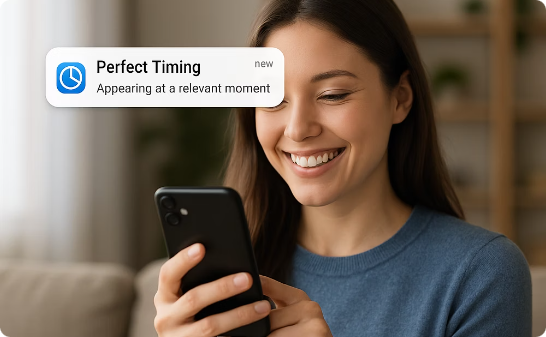 Perfect Timing
new
Appearing at a relevant moment